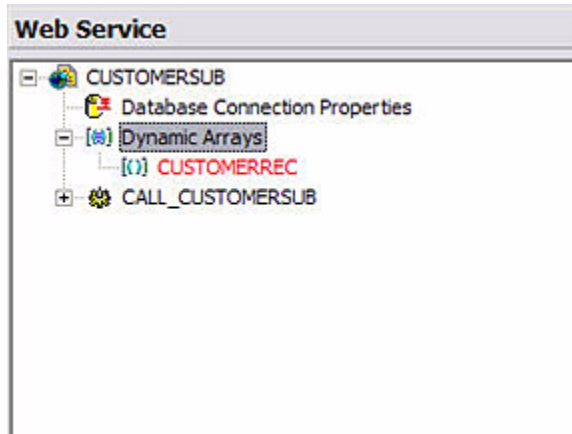 Web Service
CUSTOMERSUB
Database Connection Properties
Dynamic Arrays
CUSTOMERREC
CALL_CUSTOMERSUB